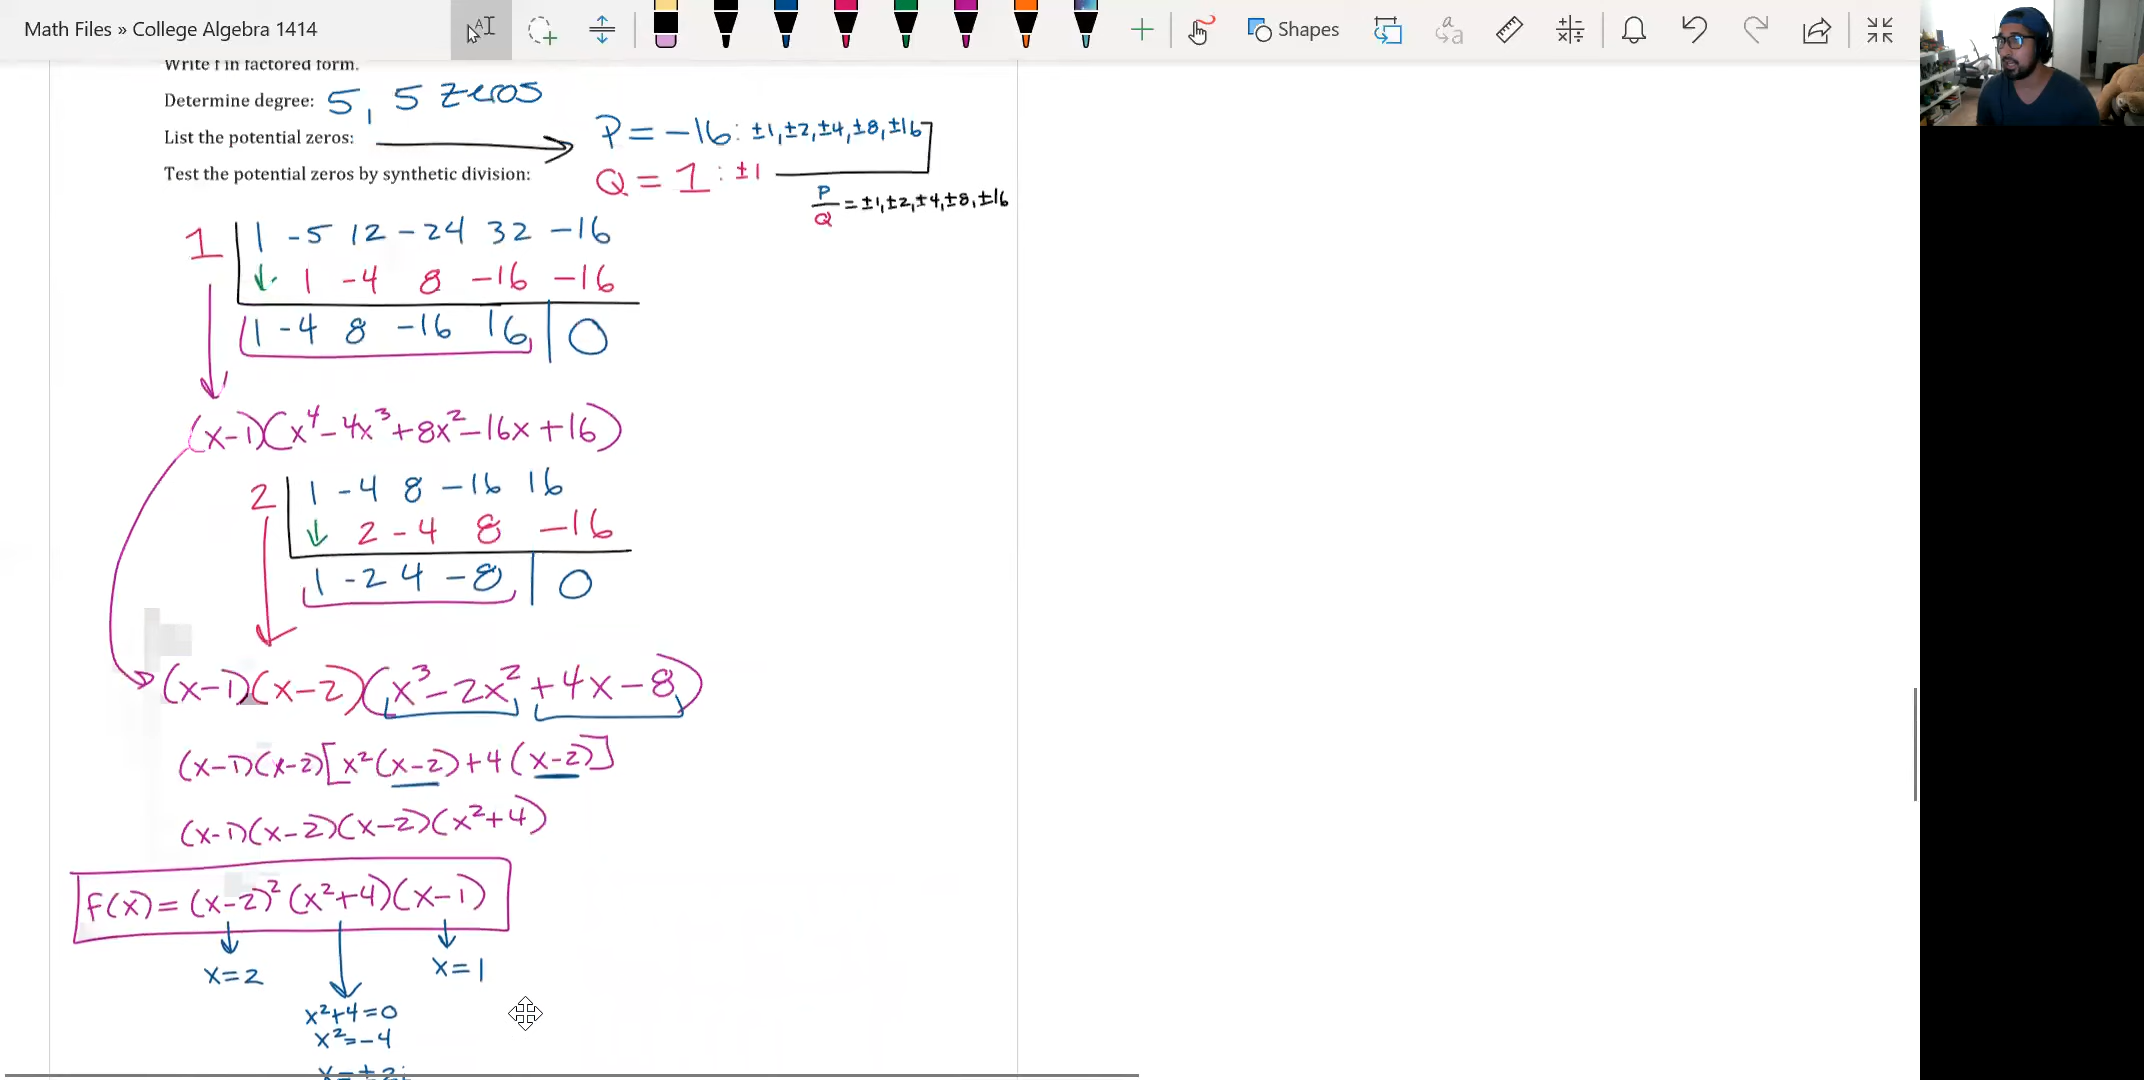 Math Files » College Algebra 1414
Shapes
Write f in factored form.
Determine degree: 5, 5 zeros
List the potential zeros:
P = -16: ±1, ±2, ±4, ±8, ±16
Test the potential zeros by synthetic division:
Q = 1: ±1
P/Q = ±1, ±2, ±4, ±8, ±16
1 | 1 -5 12 -24 32 -16
↓ 1 -4 8 -16 -16
1 -4 8 -16 16 | 0
(x-1)(x⁴-4x³+8x²-16x+16)
2 | 1 -4 8 -16 16
↓ 2 -4 8 -16
1 -2 4 -8 | 0
(x-1)(x-2)(x³-2x²+4x-8)
(x-1)(x-2)[x²(x-2)+4(x-2)]
(x-1)(x-2)(x-2)(x²+4)
f(x)=(x-2)²(x²+4)(x-1)
x=2
x=1
x²+4=0
x²=-4
x=±2i